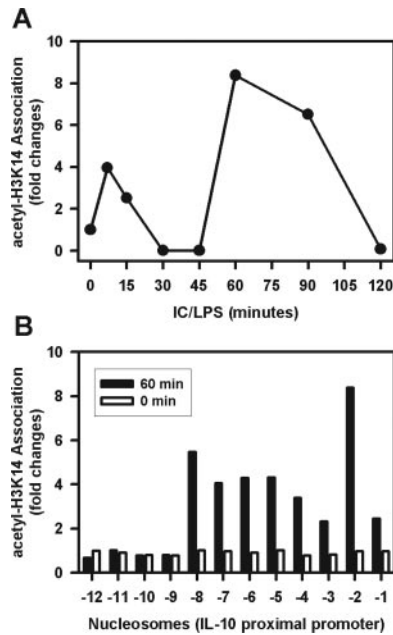 A
acetyl-H3K14 Association
(fold changes)
10
8
6
4
2
0
0 15 30 45 60 75 90 105 120
IC/LPS (minutes)
B
acetyl-H3K14 Association
(fold changes)
10
8
6
4
2
0
60 min
0 min
-12 -11 -10 -9 -8 -7 -6 -5 -4 -3 -2 -1
Nucleosomes (IL-10 proximal promoter)